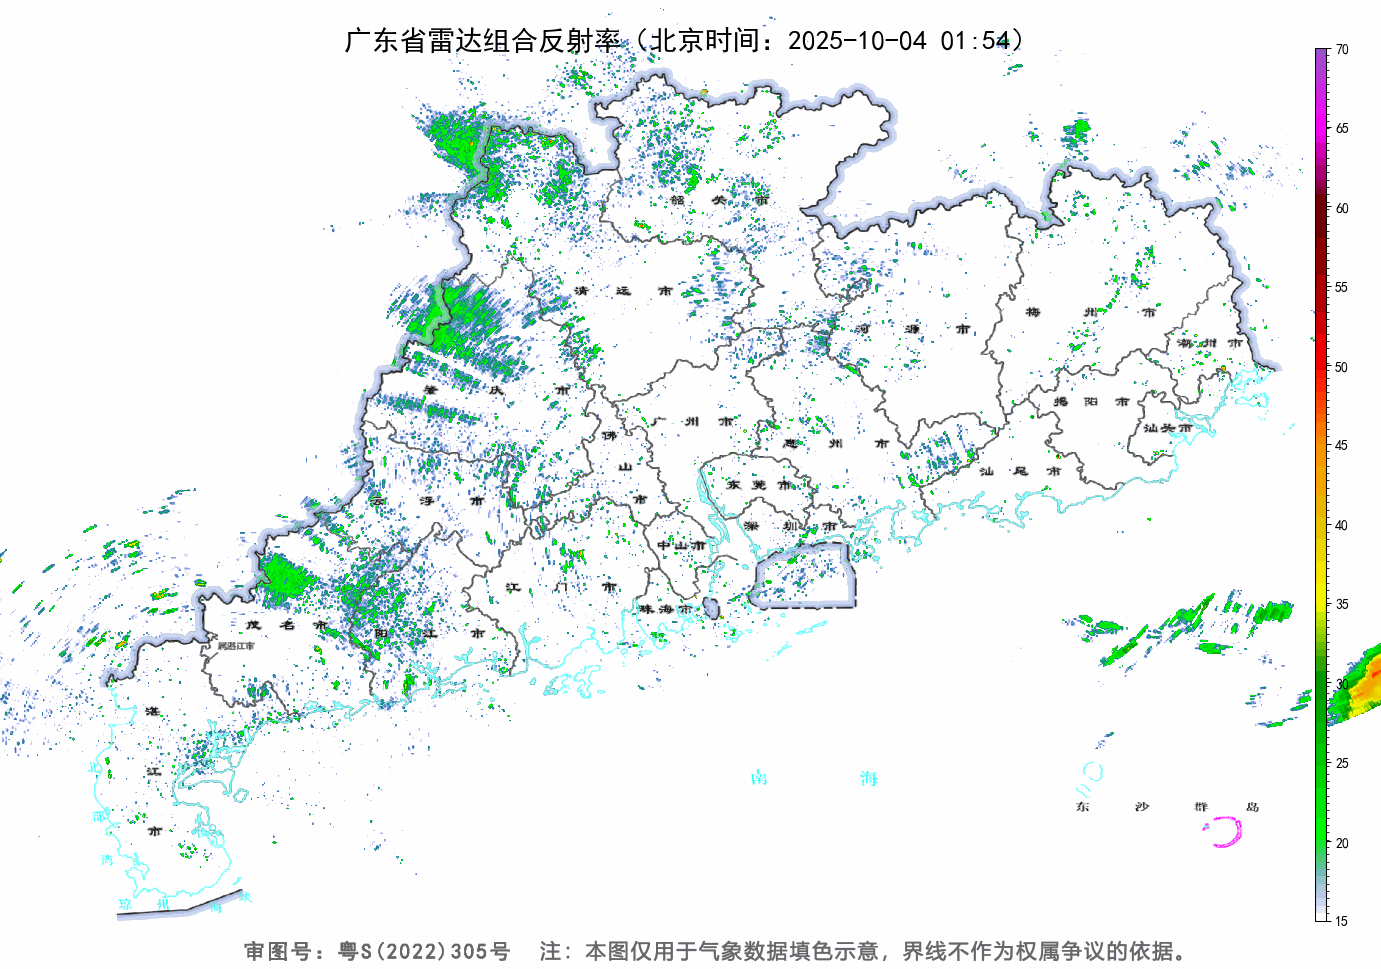 广东省雷达组合反射率（北京时间：2025-10-04 01:54）
70
65
60
55
50
45
40
35
30
25
20
15
韶 关 市
清 远 市
河 源 市
梅 州 市
潮 州 市
肇 庆 市
广 州 市
佛 山 市
惠 州 市
揭 阳 市
汕头市
汕 尾 市
云 浮 市
东 莞 市
深 圳 市
中山市
江 门 市
珠海市
茂 名 市
属湛江市
阳 江 市
湛 江 市
北 部 湾
琼 州 海 峡
南 海
东 沙 群 岛
审图号：粤S(2022)305号 注：本图仅用于气象数据填色示意，界线不作为权属争议的依据。